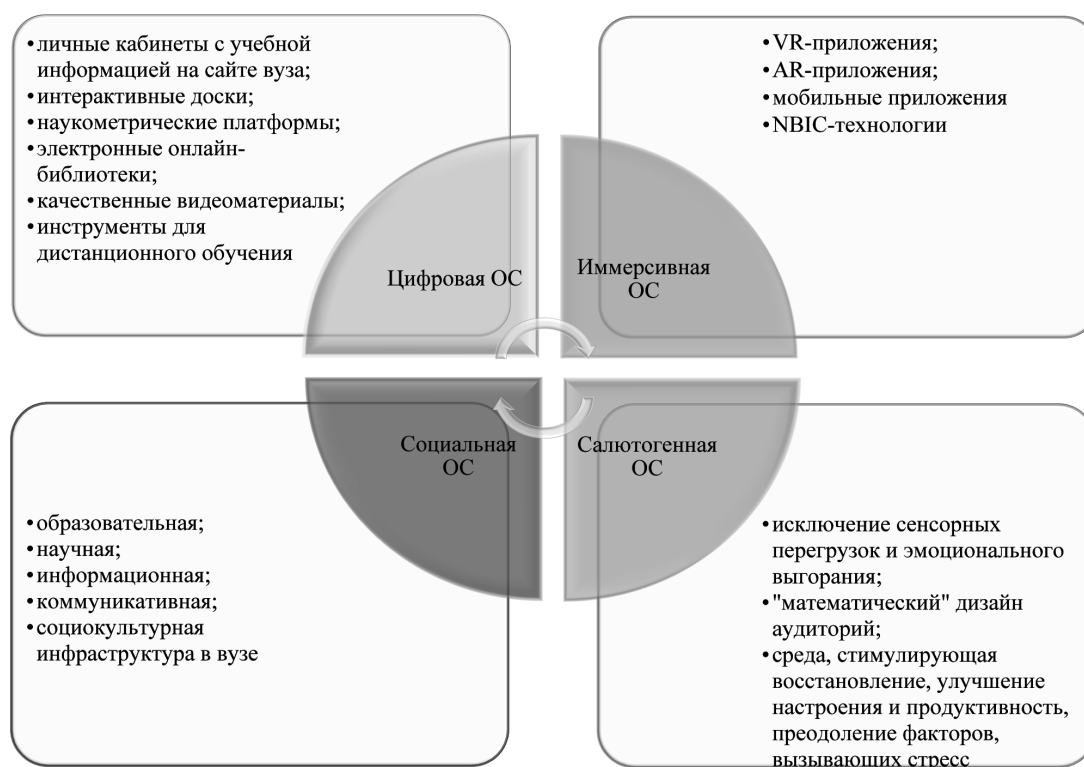 •личные кабинеты с учебной
информацией на сайте вуза;
•интерактивные доски;
•наукометрические платформы;
•электронные онлайн-
библиотеки;
•качественные видеоматериалы;
•инструменты для
дистанционного обучения
•VR-приложения;
•AR-приложения;
•мобильные приложения
•NBIC-технологии
Цифровая ОС
Иммерсивная
ОС
Социальная
ОС
Салютогенная
ОС
•образовательная;
•научная;
•информационная;
•коммуникативная;
•социокультурная
инфраструктура в вузе
•исключение сенсорных
перегрузок и эмоционального
выгорания;
•"математический" дизайн
аудиторий;
•среда, стимулирующая
восстановление, улучшение
настроения и продуктивность,
преодоление факторов,
вызывающих стресс